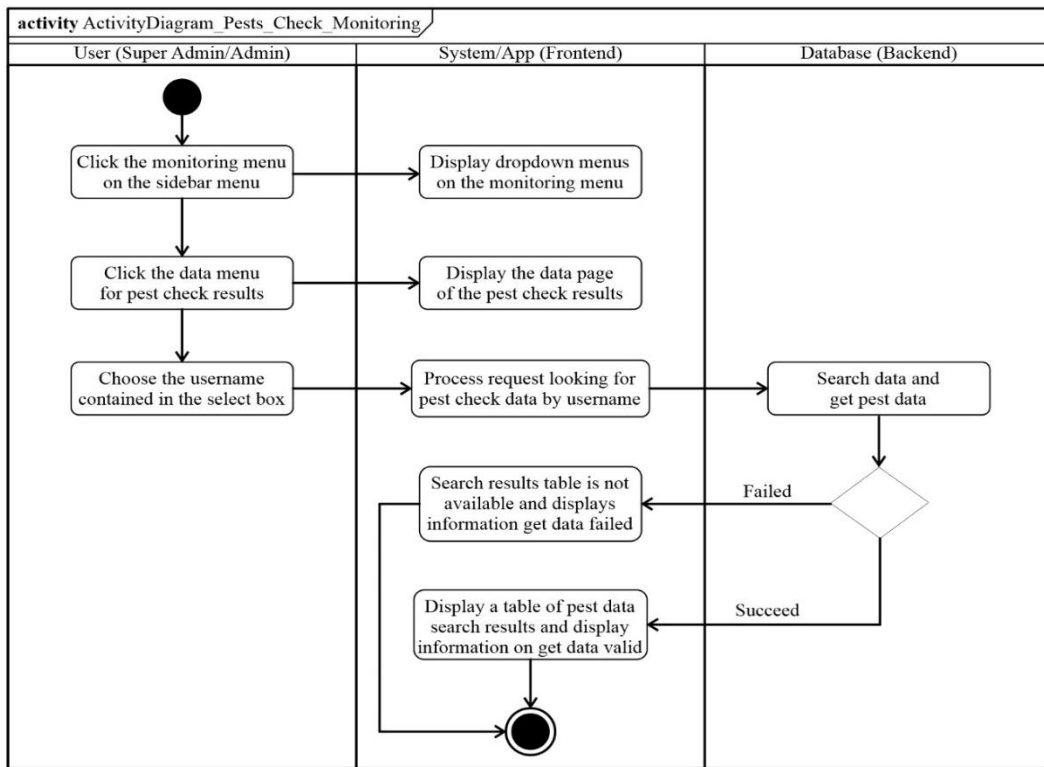 activity ActivityDiagram_Pests_Check_Monitoring
User (Super Admin/Admin)
System/App (Frontend)
Database (Backend)
Click the monitoring menu
on the sidebar menu
Display dropdown menus
on the monitoring menu
Click the data menu
for pest check results
Display the data page
of the pest check results
Choose the username
contained in the select box
Process request looking for
pest check data by username
Search data and
get pest data
Search results table is not
available and displays
information get data failed
Failed
Display a table of pest data
search results and display
information on get data valid
Succeed